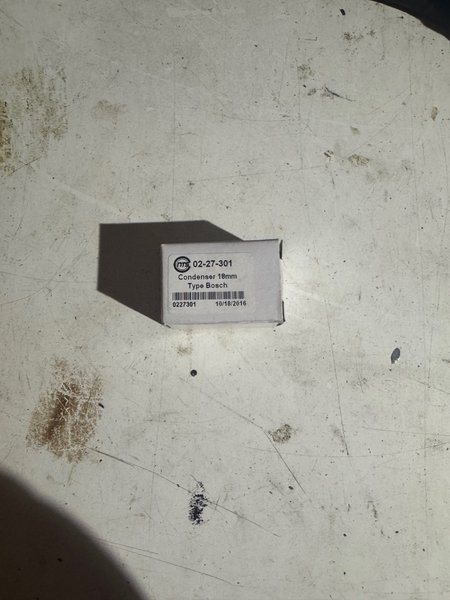 02-27-301
Condenser 18mm
Type Bosch
0227301 10/18/2016